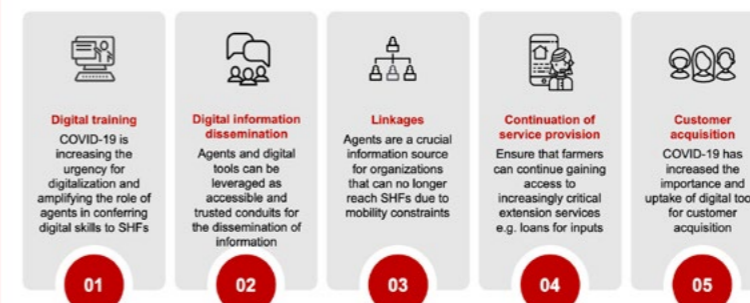 Digital training
COVID-19 is
increasing the
urgency for
digitalization and
amplifying the role of
agents in conferring
digital skills to SHFs
01
Digital information
dissemination
Agents and digital
tools can be
leveraged as
accessible and
trusted conduits for
the dissemination of
information
02
Linkages
Agents are a crucial
information source
for organizations
that can no longer
reach SHFs due to
mobility constraints
03
Continuation of
service provision
Ensure that farmers
can continue gaining
access to
increasingly critical
extension services
e.g. loans for inputs
04
Customer
acquisition
COVID-19 has
increased the
importance and
uptake of digital too
for customer
acquisition
05